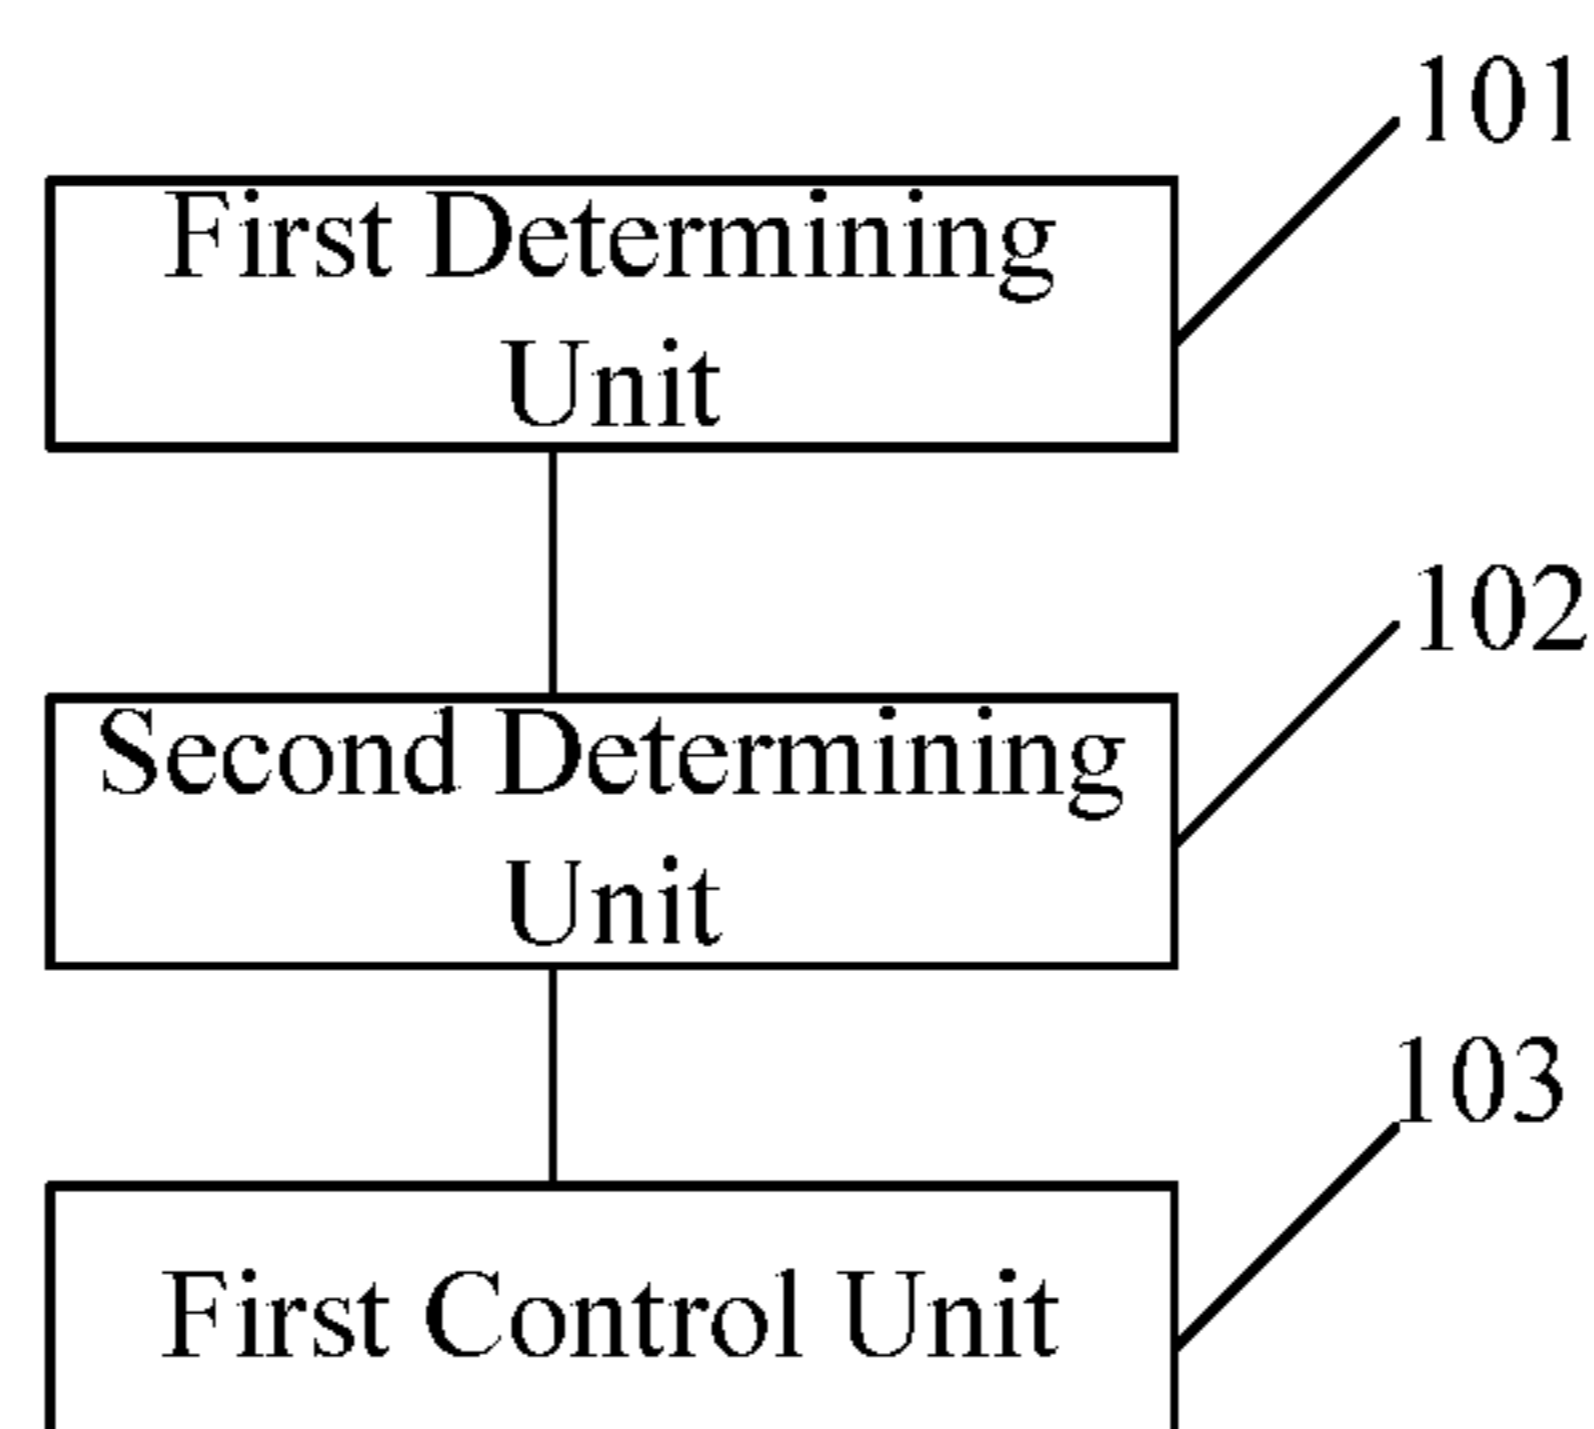 101
First Determining
Unit
102
Second Determining
Unit
103
First Control Unit